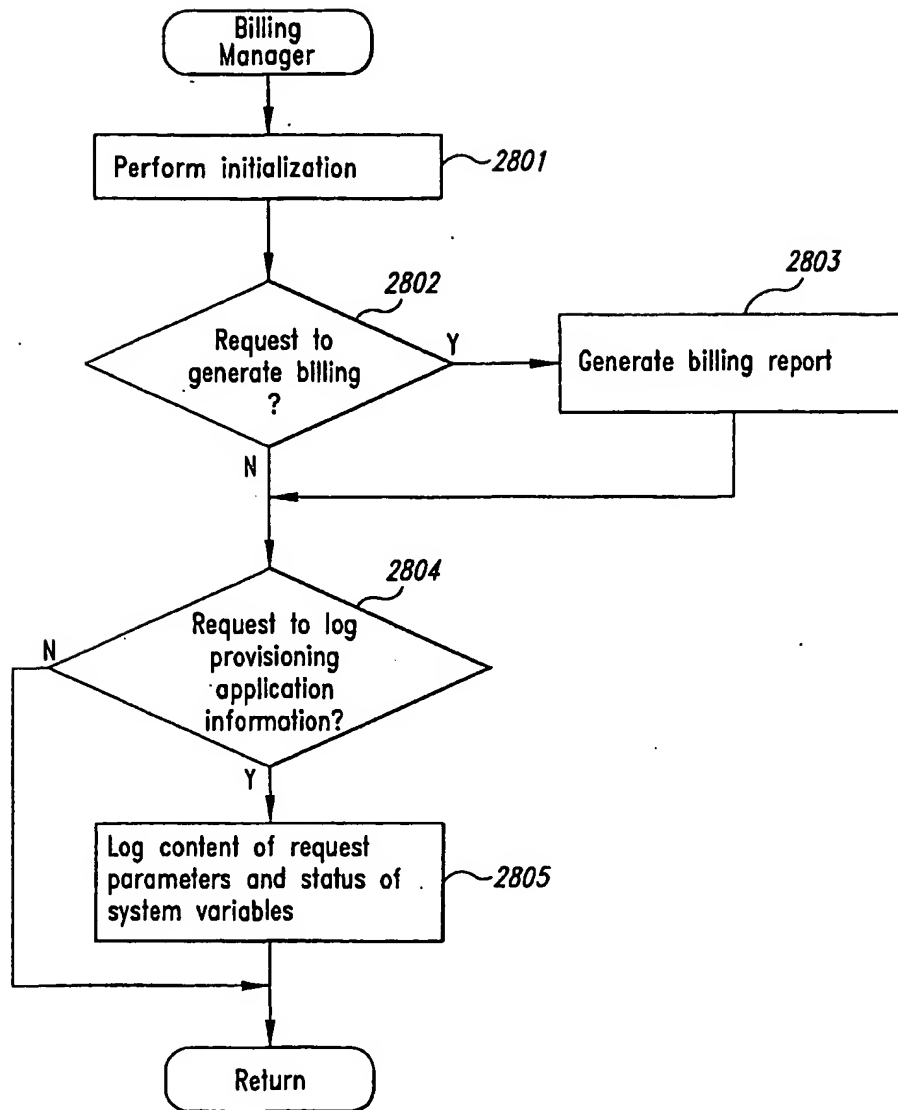 Billing
Manager
Perform initialization
2801
2802
2803
Request to
generate billing
?
Y
Generate billing report
N
2804
N
Request to log
provisioning
application
information?
Y
Log content of request
parameters and status of
system variables
2805
Return